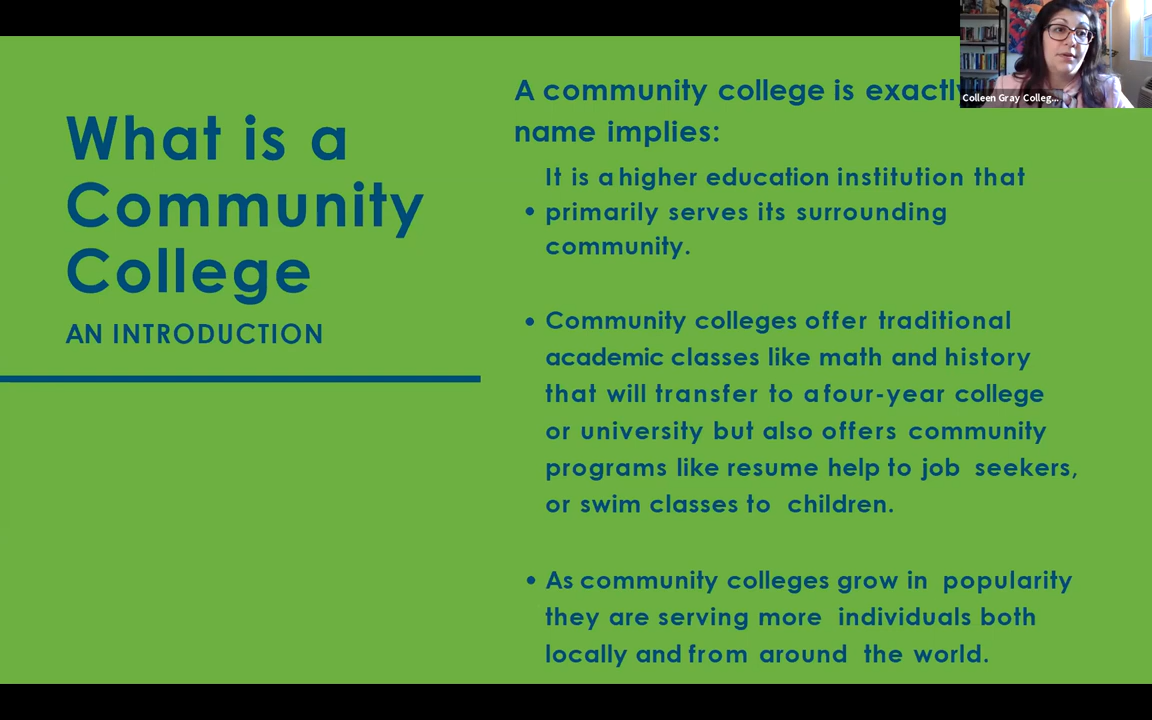 What is a
Community
College
AN INTRODUCTION
A community college is exactly
name implies:
It is a higher education institution that
• primarily serves its surrounding
community.
• Community colleges offer traditional
academic classes like math and history
that will transfer to a four-year college
or university but also offers community
programs like resume help to job seekers,
or swim classes to children.
• As community colleges grow in popularity
they are serving more individuals both
locally and from around the world.
Colleen Gray Colleg...